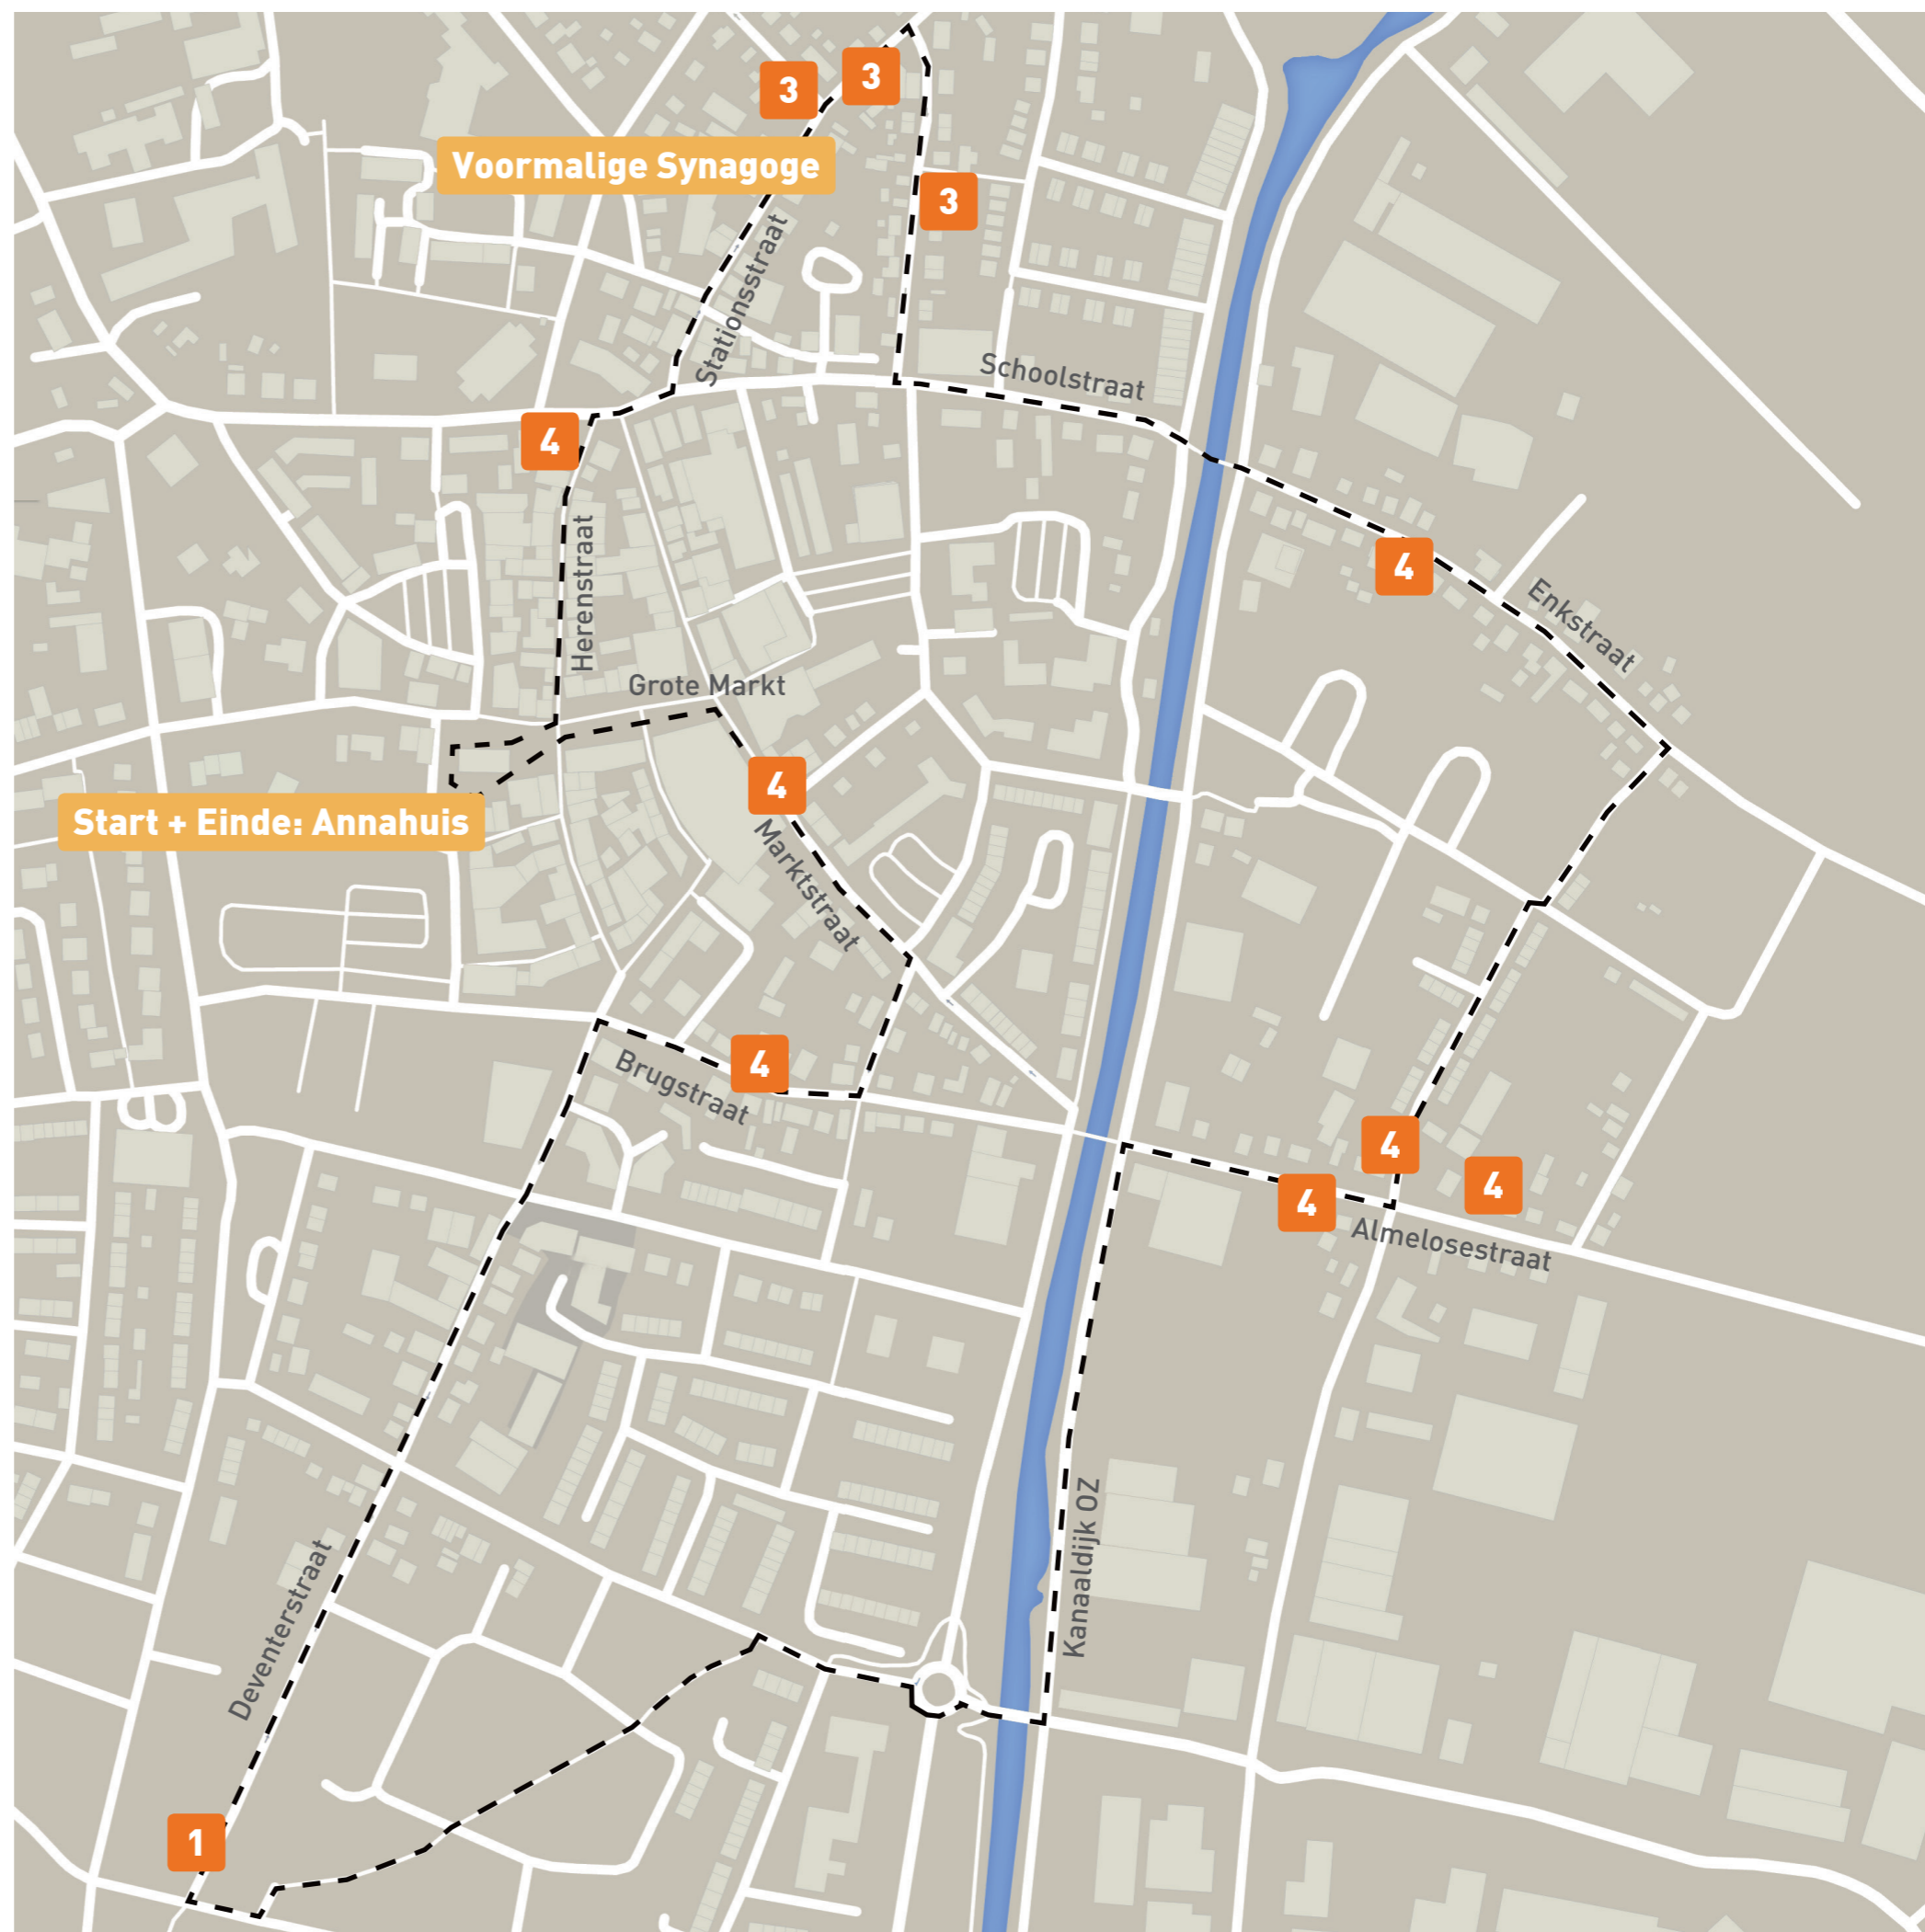 3
3
Voormalige Synagoge
3
Stationsstraat
Schoolstraat
4
Herenstraat
4
Enkstraat
Grote Markt
4
Start + Einde: Annahuis
Marktstraat
4
Brugstraat
4
4
4
Almelosestraat
Kanaaldijk OZ
Deventerstraat
1